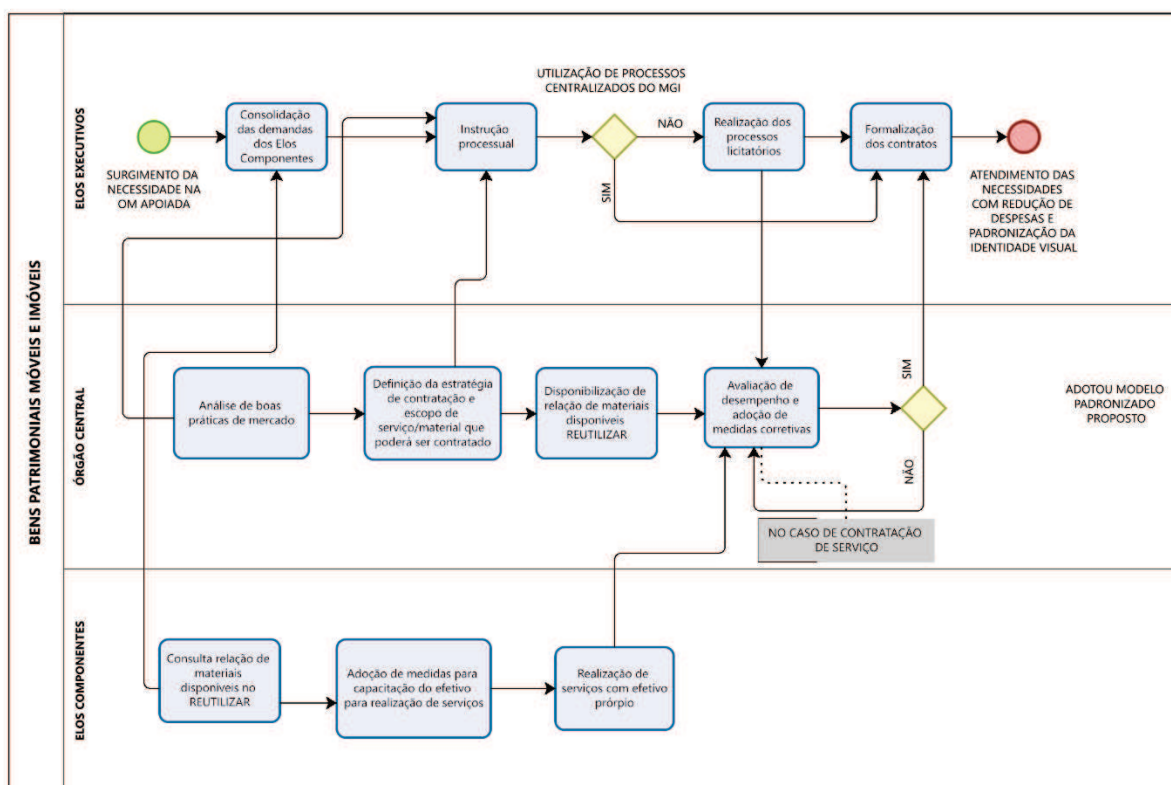 BENS PATRIMONIAIS MÓVEIS E IMÓVEIS
ELOS EXECUTIVOS
SURGIMENTO DA
NECESSIDADE NA
OM APOIADA
Consolidação
das demandas
dos Elos
Componentes
Instrução
processual
UTILIZAÇÃO DE PROCESSOS
CENTRALIZADOS DO MGI
NÃO
SIM
Realização dos
processos
licitatórios
Formalização
dos contratos
ATENDIMENTO DAS
NECESSIDADES
COM REDUÇÃO DE
DESPESAS E
PADRONIZAÇÃO DA
IDENTIDADE VISUAL
ÓRGÃO CENTRAL
Análise de boas
práticas de mercado
Definição da estratégia
de contratação e
escopo de
serviço/material que
poderá ser contratado
Disponibilização de
relação de materiais
disponíveis
REUTILIZAR
Avaliação de
desempenho e
adoção de
medidas corretivas
SIM
NÃO
ADOTOU MODELO
PADRONIZADO
PROPOSTO
NO CASO DE CONTRATAÇÃO
DE SERVIÇO
ELOS COMPONENTES
Consulta relação de
materiais
disponíveis no
REUTILIZAR
Adoção de medidas para
capacitação do efetivo
para realização de serviços
Realização de
serviços com efetivo
prórpio